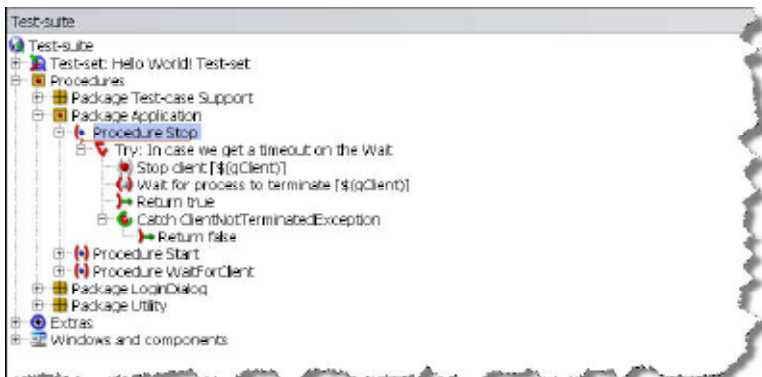 Test-suite
Test-suite
Test-set: Hello World! Test-set
Procedures
Package Test-case Support
Package Application
Procedure Stop
Try: In case we get a timeout on the Wait
Stop client [$(qClient)]
Wait for process to terminate [$(qClient)]
Return true
Catch ClientNotTerminatedException
Return false
Procedure Start
Procedure WaitForClient
Package LoginDialog
Package Utility
Extras
Windows and components